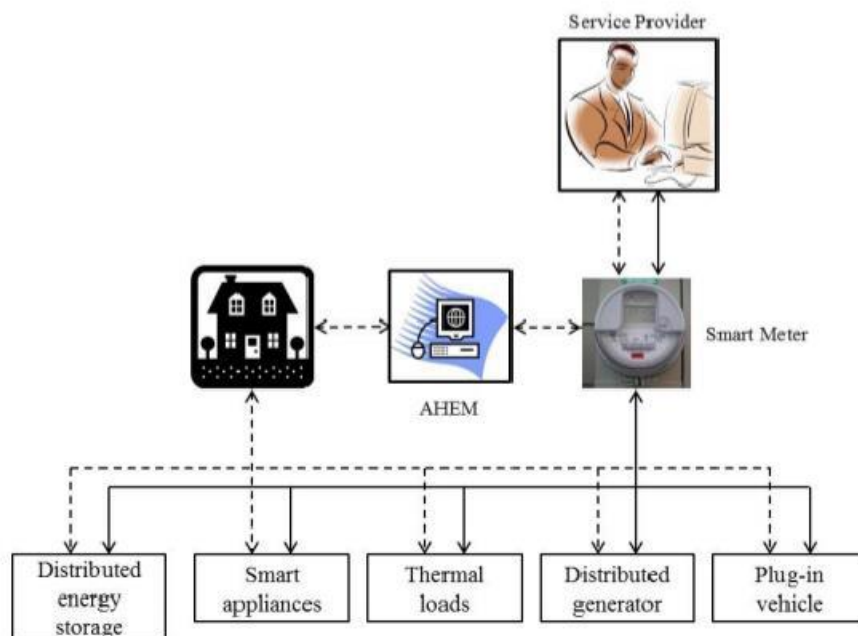 Service Provider
Smart Meter
AHEM
Distributed
energy
storage
Smart
appliances
Thermal
loads
Distributed
generator
Plug-in
vehicle